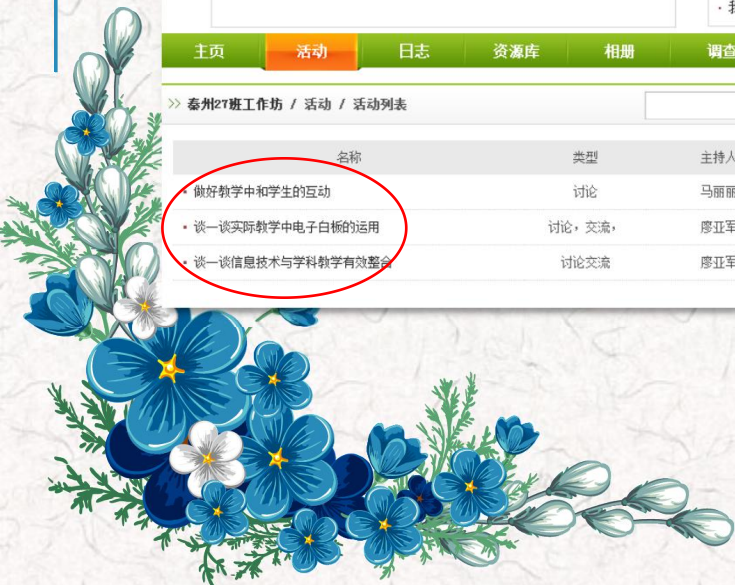 主页 活动 日志 资源库 相册 调查
>> 秦州27班工作坊 / 活动 / 活动列表
名称 类型 主持人
· 做好教学中和学生的互动 讨论 马丽丽
· 谈一谈实际教学中电子白板的运用 讨论，交流， 廖亚军
· 谈一谈信息技术与学科教学有效整合 讨论交流 廖亚军